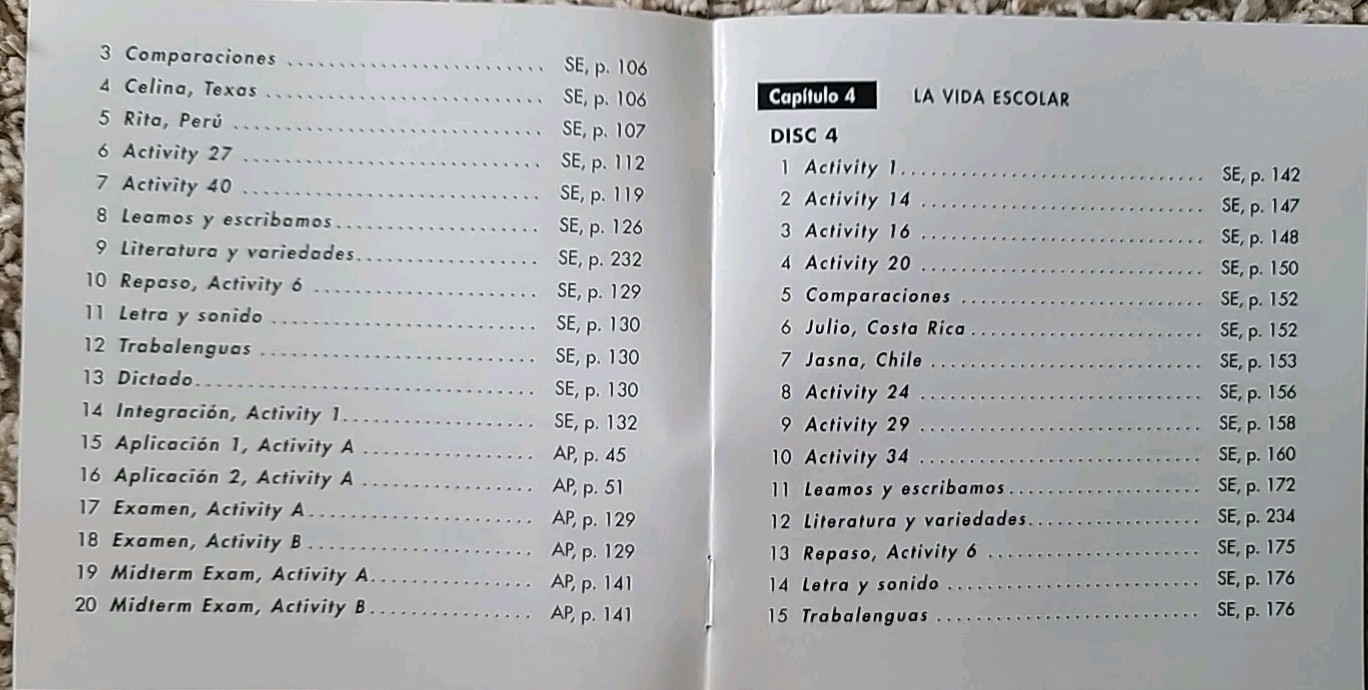 3 Comparaciones ........................ SE, p. 106
4 Celina, Texas ........................ SE, p. 106
5 Rita, Perú ........................ SE, p. 107
6 Activity 27 ........................ SE, p. 112
7 Activity 40 ........................ SE, p. 119
8 Leamos y escribamos ........................ SE, p. 126
9 Literatura y variedades ........................ SE, p. 232
10 Repaso, Activity 6 ........................ SE, p. 129
11 Letra y sonido ........................ SE, p. 130
12 Trabalenguas ........................ SE, p. 130
13 Dictado ........................ SE, p. 130
14 Integración, Activity 1 ........................ SE, p. 132
15 Aplicación 1, Activity A ........................ AP, p. 45
16 Aplicación 2, Activity A ........................ AP, p. 51
17 Examen, Activity A ........................ AP, p. 129
18 Examen, Activity B ........................ AP, p. 129
19 Midterm Exam, Activity A ........................ AP, p. 141
20 Midterm Exam, Activity B ........................ AP, p. 141
Capítulo 4 LA VIDA ESCOLAR
DISC 4
1 Activity 1 ........................ SE, p. 142
2 Activity 14 ........................ SE, p. 147
3 Activity 16 ........................ SE, p. 148
4 Activity 20 ........................ SE, p. 150
5 Comparaciones ........................ SE, p. 152
6 Julio, Costa Rica ........................ SE, p. 152
7 Jasna, Chile ........................ SE, p. 153
8 Activity 24 ........................ SE, p. 156
9 Activity 29 ........................ SE, p. 158
10 Activity 34 ........................ SE, p. 160
11 Leamos y escribamos ........................ SE, p. 172
12 Literatura y variedades ........................ SE, p. 234
13 Repaso, Activity 6 ........................ SE, p. 175
14 Letra y sonido ........................ SE, p. 176
15 Trabalenguas ........................ SE, p. 176